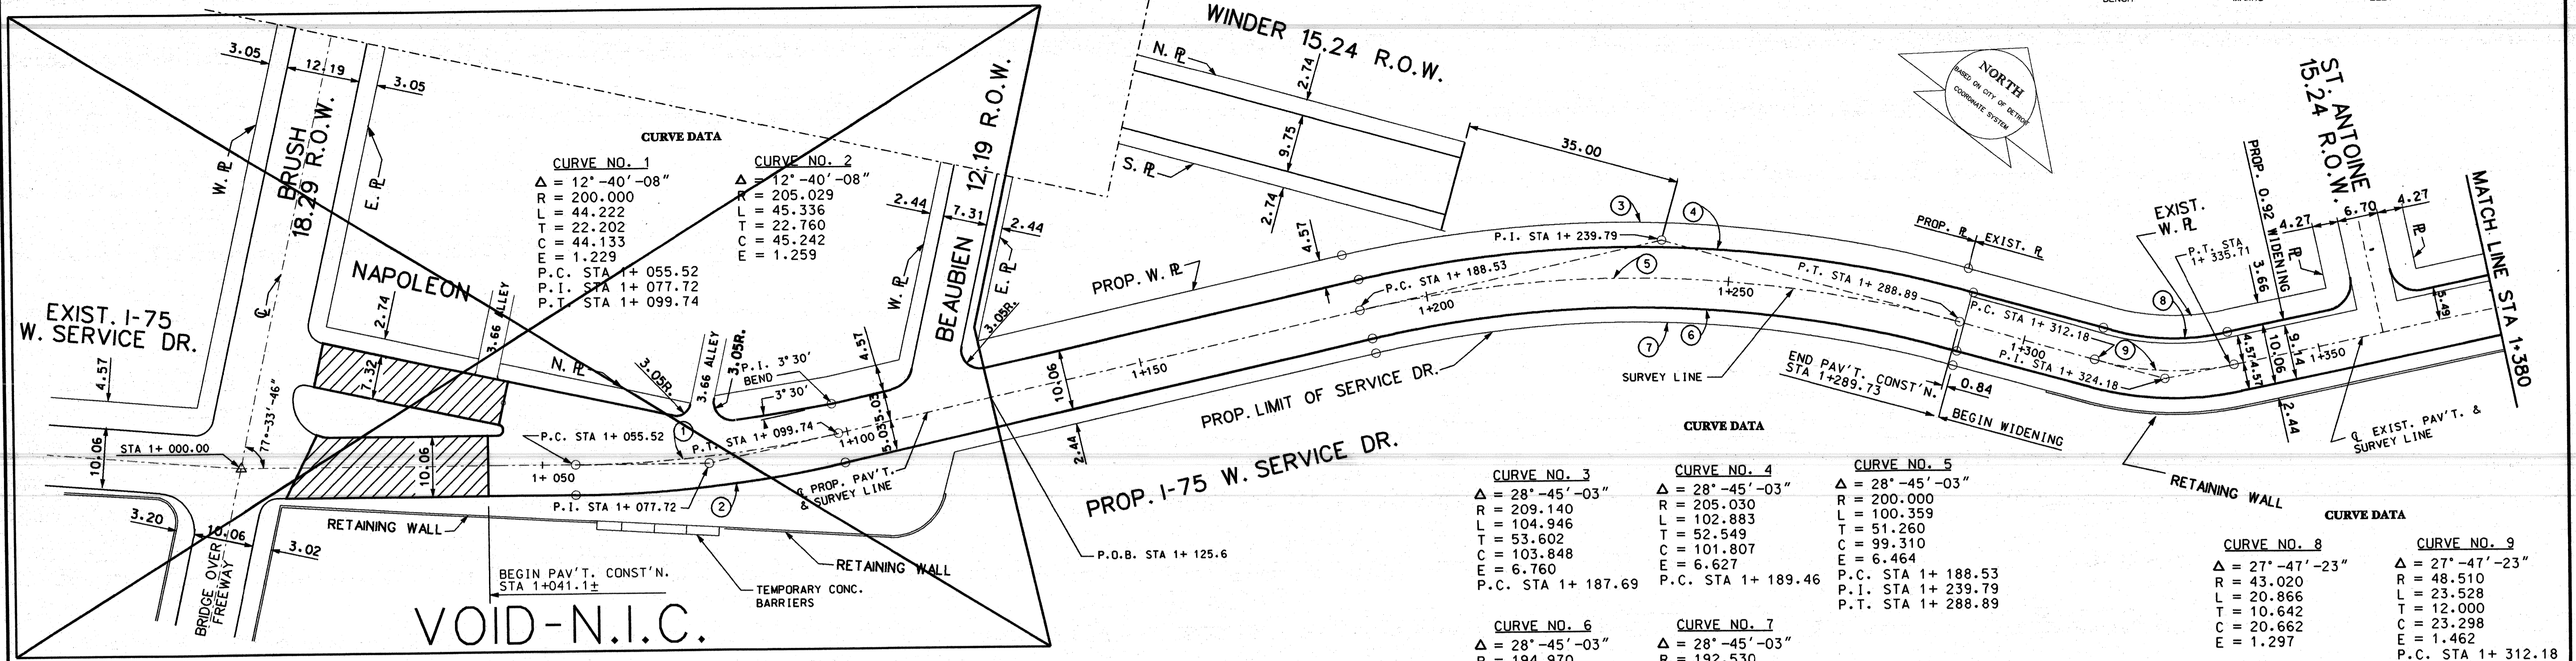 WINDER 15.24 R.O.W.
N. PL
2.74
9.75
S. PL
2.74
35.00
NORTH
BASED ON CITY OF DETROIT
COORDINATE SYSTEM
3.05
12.19
3.05
W. PL
BRUSH
18.29 R.O.W.
E. PL
CURVE DATA
CURVE NO. 1
Δ = 12°-40'-08"
R = 200.000
L = 44.222
T = 22.202
C = 44.133
E = 1.229
P.C. STA 1+ 055.52
P.I. STA 1+ 077.72
P.T. STA 1+ 099.74
CURVE NO. 2
Δ = 12°-40'-08"
R = 205.029
L = 45.336
T = 22.760
C = 45.242
E = 1.259
2.44
7.31
2.44
W. PL
BEAUBIEN 12.19 R.O.W.
E. PL
3.05R.
NAPOLEON
2.74
3.66 ALLEY
EXIST. I-75
W. SERVICE DR.
4.57
7.32
N. PL
3.05R.
3.66 ALLEY
3.05R.
P.I. 3°30'
BEND
3°30'
4.57
5.03
5.03
77°-33'-46"
STA 1+ 000.00
10.06
10.06
P.C. STA 1+ 055.52
1
P.T. STA 1+ 099.74
1+100
1+ 050
P.I. STA 1+ 077.72
2
℄ PROP. PAV'T.
& SURVEY LINE
RETAINING WALL
3.20
10.06
3.02
BRIDGE OVER
FREEWAY
BEGIN PAV'T. CONST'N.
STA 1+041.1±
TEMPORARY CONC.
BARRIERS
RETAINING WALL
VOID-N.I.C.
P.O.B. STA 1+ 125.6
PROP. W. PL
4.57
3
4
P.I. STA 1+ 239.79
5
P.C. STA 1+ 188.53
1+200
1+250
P.T. STA 1+ 288.89
1+150
10.06
2.44
7
6
PROP. LIMIT OF SERVICE DR.
PROP. I-75 W. SERVICE DR.
SURVEY LINE
END PAV'T. CONST'N.
STA 1+289.73
0.84
BEGIN WIDENING
PROP. PL
EXIST. PL
P.C. STA 1+ 312.18
1+300
P.I. STA 1+ 324.18
9
8
EXIST.
W. PL
P.T. STA
1+ 335.71
PROP. 0.92 WIDENING
3.66
ST. ANTOINE
15.24 R.O.W.
4.27
6.70
4.27
PL
PL
5.49
MATCH LINE STA 1+380
4.57
4.57
10.06
9.14
1+350
2.44
℄ EXIST. PAV'T. &
SURVEY LINE
RETAINING WALL
CURVE DATA
CURVE NO. 3
Δ = 28°-45'-03"
R = 209.140
L = 104.946
T = 53.602
C = 103.848
E = 6.760
P.C. STA 1+ 187.69
CURVE NO. 4
Δ = 28°-45'-03"
R = 205.030
L = 102.883
T = 52.549
C = 101.807
E = 6.627
P.C. STA 1+ 189.46
CURVE NO. 5
Δ = 28°-45'-03"
R = 200.000
L = 100.359
T = 51.260
C = 99.310
E = 6.464
P.C. STA 1+ 188.53
P.I. STA 1+ 239.79
P.T. STA 1+ 288.89
CURVE NO. 6
Δ = 28°-45'-03"
R = 194.970
CURVE NO. 7
Δ = 28°-45'-03"
R = 192.530
CURVE DATA
CURVE NO. 8
Δ = 27°-47'-23"
R = 43.020
L = 20.866
T = 10.642
C = 20.662
E = 1.297
CURVE NO. 9
Δ = 27°-47'-23"
R = 48.510
L = 23.528
T = 12.000
C = 23.298
E = 1.462
P.C. STA 1+ 312.18